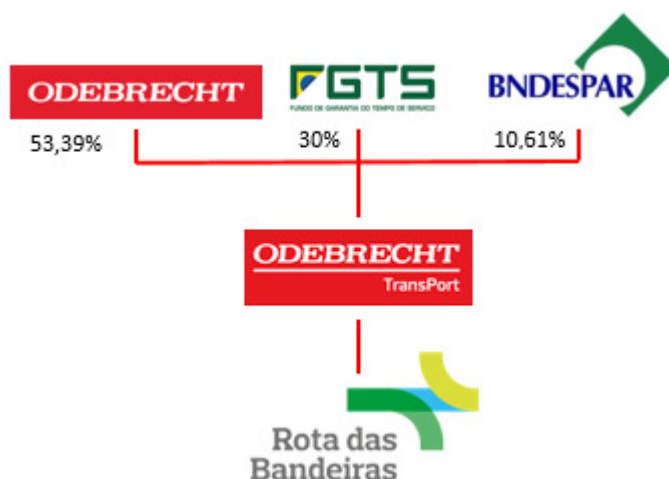 ODEBRECHT
FGTS
FUNDO DE GARANTIA DO TEMPO DE SERVIÇO
BNDESPAR
53,39%
30%
10,61%
ODEBRECHT
TransPort
Rota das
Bandeiras